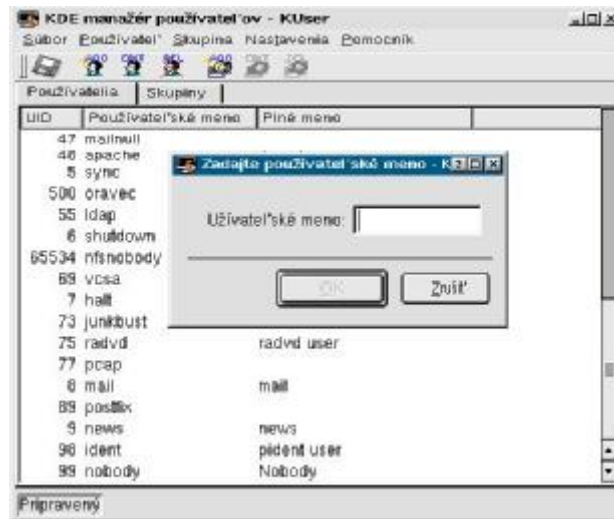 KDE manažér používateľov - KUser
Súbor Používateľ Skupina Nastavenia Pomocník
Používatelia Skupiny
UID Používateľské meno Plné meno
47 mailnull
48 apache
5 sync
500 oravec
55 ldap
6 shutdown
65534 nfsnobody
69 vcsa
7 halt
73 junkbust
75 radvd radvd user
77 pcap
8 mail mail
89 postfix
9 news news
98 ident pident user
99 nobody Nobody
Zadajte používateľské meno - K
Užívateľské meno:
OK Zrušiť
Pripravený